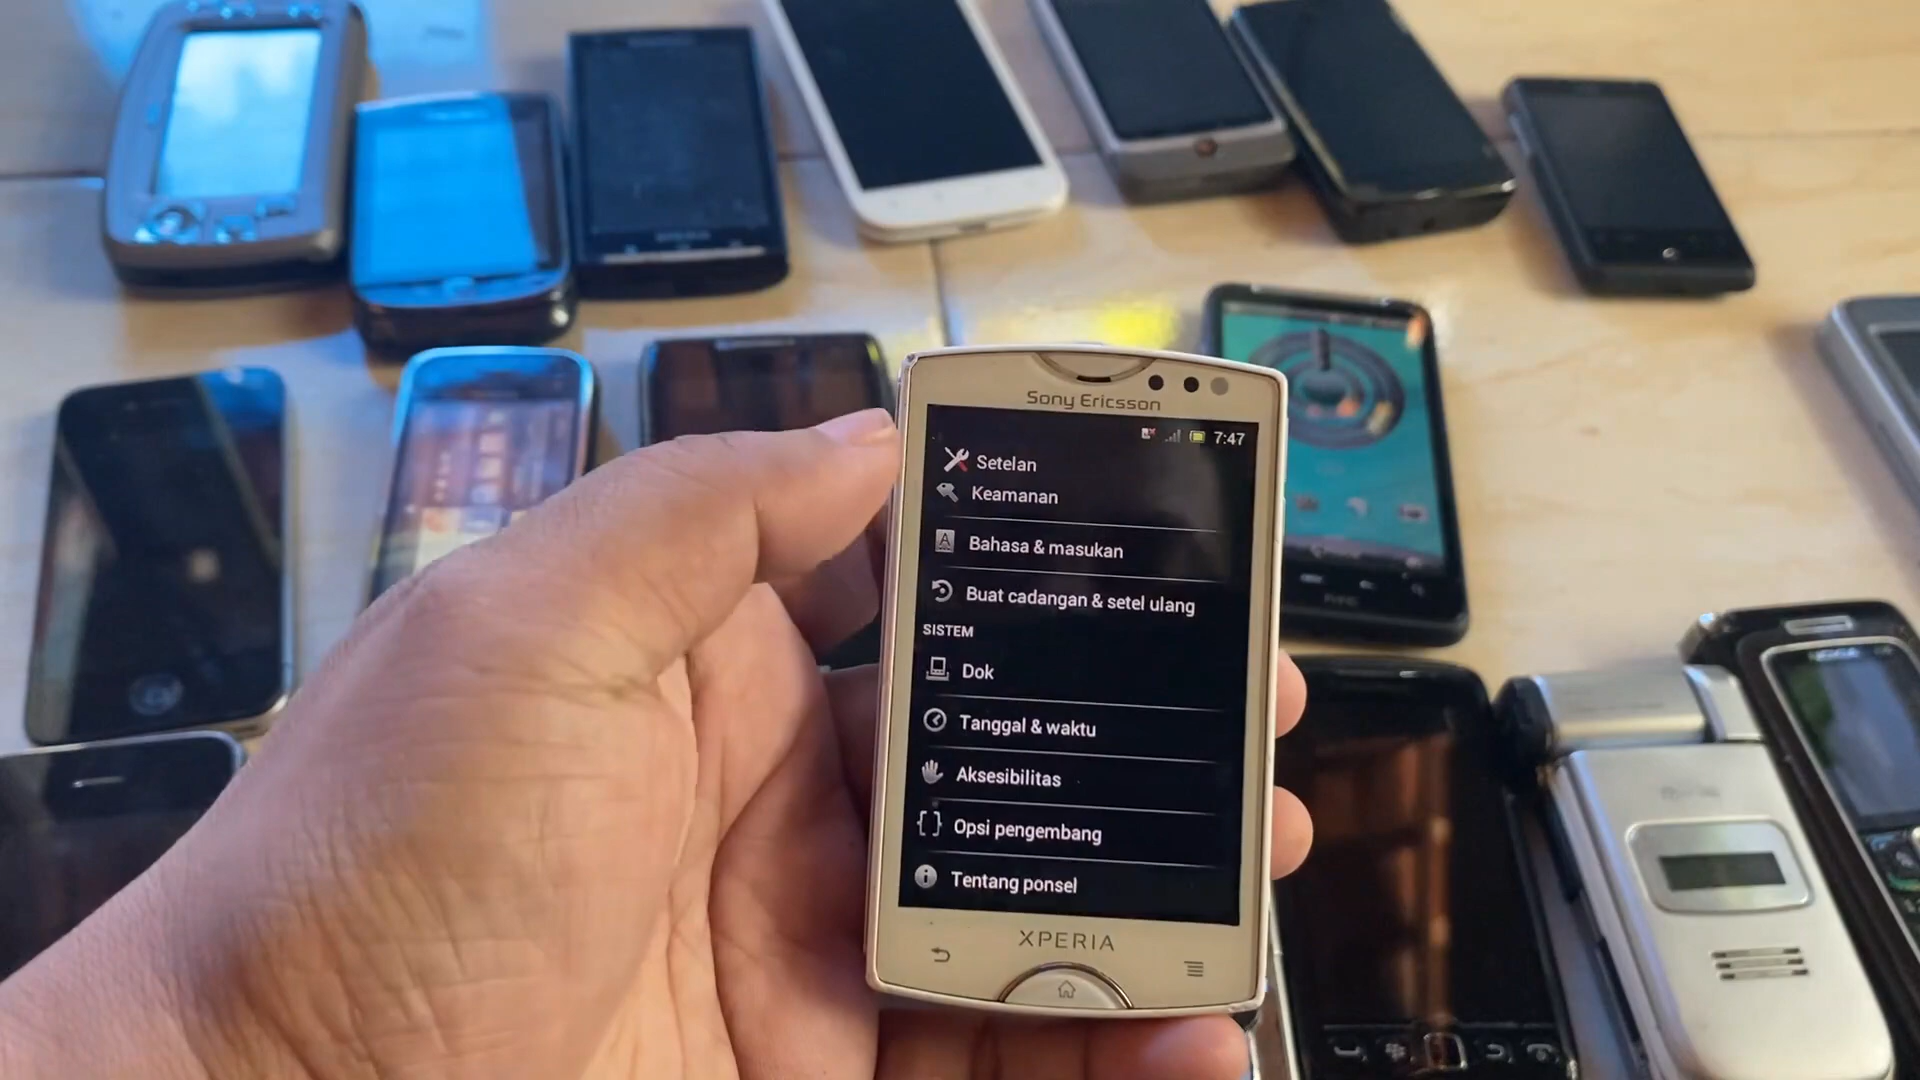 Sony Ericsson
7:47
Setelan
Keamanan
Bahasa & masukan
Buat cadangan & setel ulang
SISTEM
Dok
Tanggal & waktu
Aksesibilitas
Opsi pengembang
Tentang ponsel
XPERIA
NOKIA